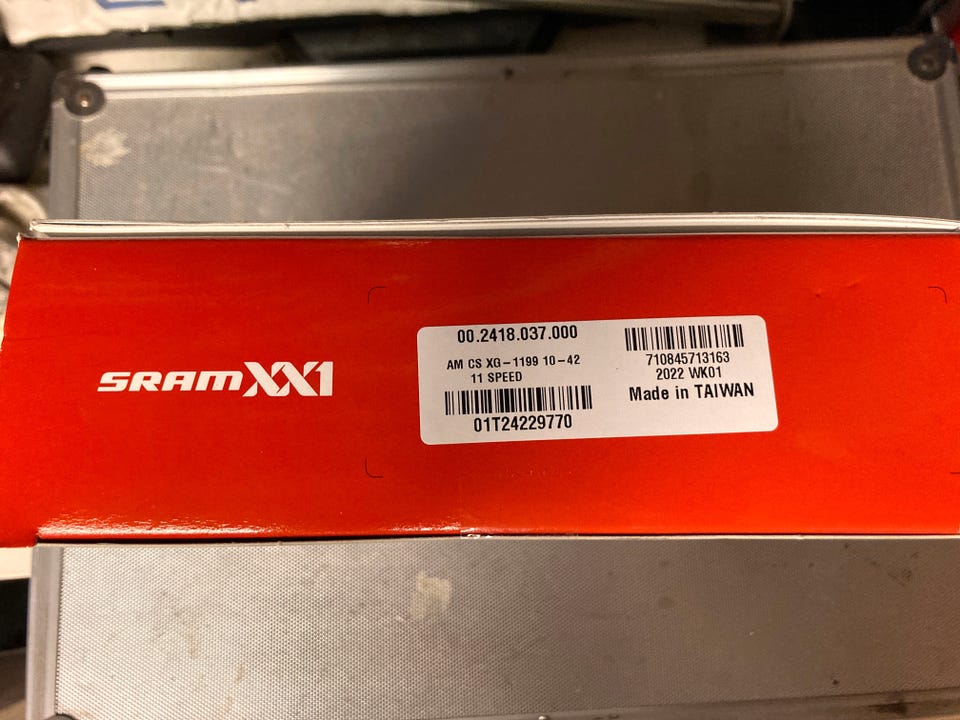 SRAM XX1
00.2418.037.000
AM CS XG-1199 10-42
11 SPEED
01T24229770
710845713163
2022 WK01
Made in TAIWAN